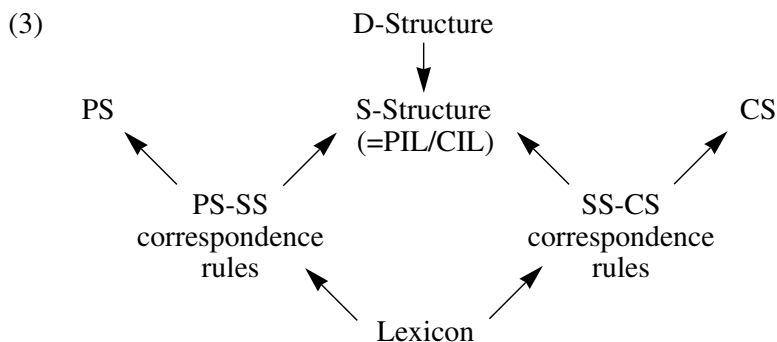 (3)
D-Structure
PS
S-Structure
CS
(=PIL/CIL)
PS-SS
SS-CS
correspondence
correspondence
rules
rules
Lexicon